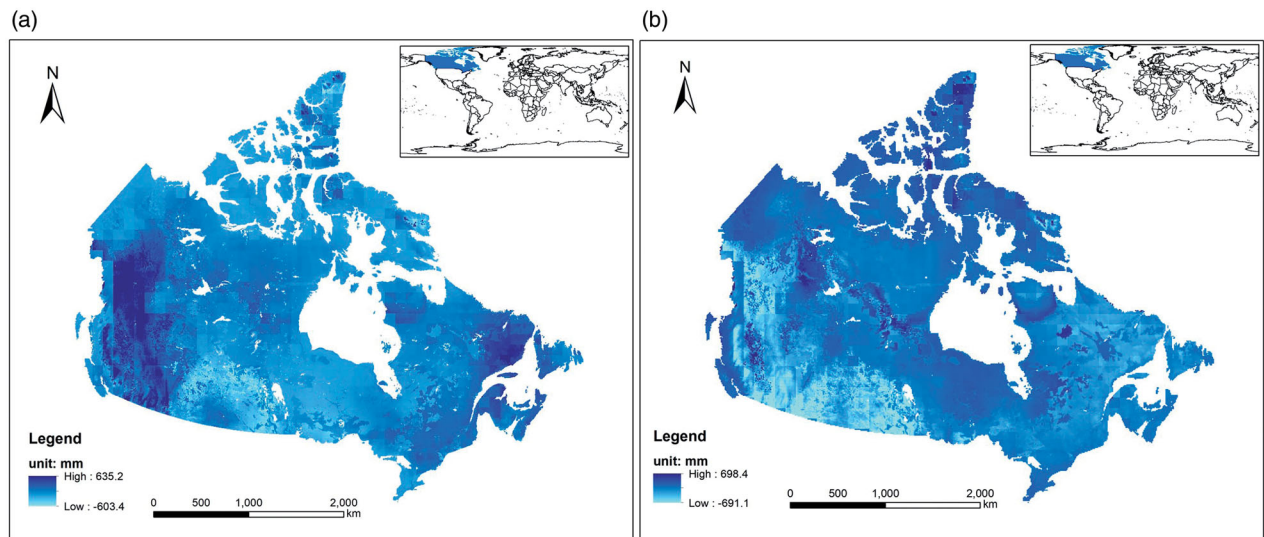 (a)
N
Legend
unit: mm
High : 635.2
Low : -603.4
0 500 1,000 2,000
km
(b)
N
Legend
unit: mm
High : 698.4
Low : -691.1
0 500 1,000 2,000
km